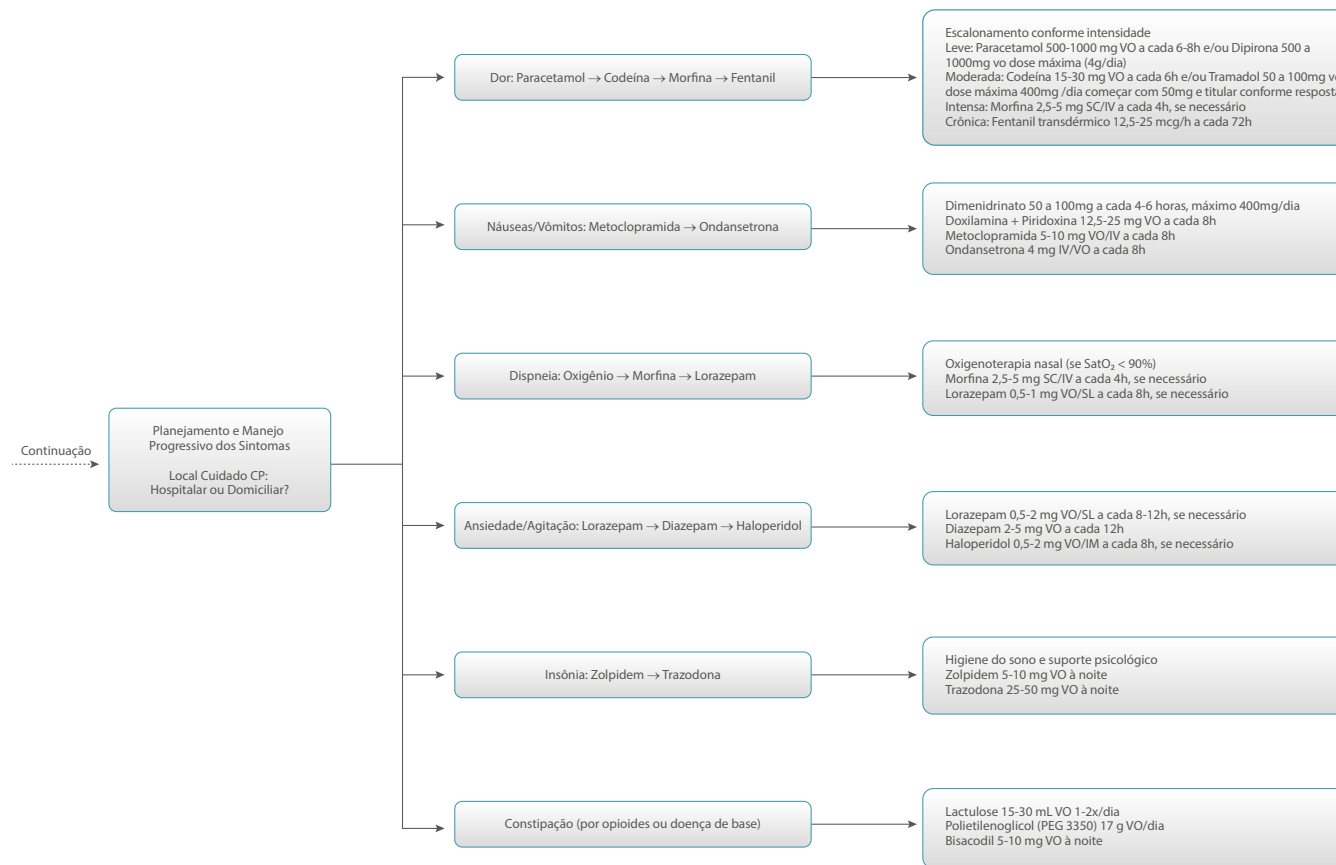 Continuação
Planejamento e Manejo
Progressivo dos Sintomas
Local Cuidado CP:
Hospitalar ou Domiciliar?
Dor: Paracetamol → Codeína → Morfina → Fentanil
Escalonamento conforme intensidade
Leve: Paracetamol 500-1000 mg VO a cada 6-8h e/ou Dipirona 500 a
1000mg vo dose máxima (4g/dia)
Moderada: Codeína 15-30 mg VO a cada 6h e/ou Tramadol 50 a 100mg
dose máxima 400mg /dia começar com 50mg e titular conforme
Intensa: Morfina 2,5-5 mg SC/IV a cada 4h, se necessário
Crônica: Fentanil transdérmico 12,5-25 mcg/h a cada 72h
Náuseas/Vômitos: Metoclopramida → Ondansetrona
Dimenidrinato 50 a 100mg a cada 4-6 horas, máximo 400mg/dia
Doxilamina + Piridoxina 12,5-25 mg VO a cada 8h
Metoclopramida 5-10 mg VO/IV a cada 8h
Ondansetrona 4 mg IV/VO a cada 8h
Dispneia: Oxigênio → Morfina → Lorazepam
Oxigenoterapia nasal (se SatO₂ < 90%)
Morfina 2,5-5 mg SC/IV a cada 4h, se necessário
Lorazepam 0,5-1 mg VO/SL a cada 8h, se necessário
Ansiedade/Agitação: Lorazepam → Diazepam → Haloperidol
Lorazepam 0,5-2 mg VO/SL a cada 8-12h, se necessário
Diazepam 2-5 mg VO a cada 12h
Haloperidol 0,5-2 mg VO/IM a cada 8h, se necessário
Insônia: Zolpidem → Trazodona
Higiene do sono e suporte psicológico
Zolpidem 5-10 mg VO à noite
Trazodona 25-50 mg VO à noite
Constipação (por opioides ou doença de base)
Lactulose 15-30 mL VO 1-2x/dia
Polietilenoglicol (PEG 3350) 17 g VO/dia
Bisacodil 5-10 mg VO à noite